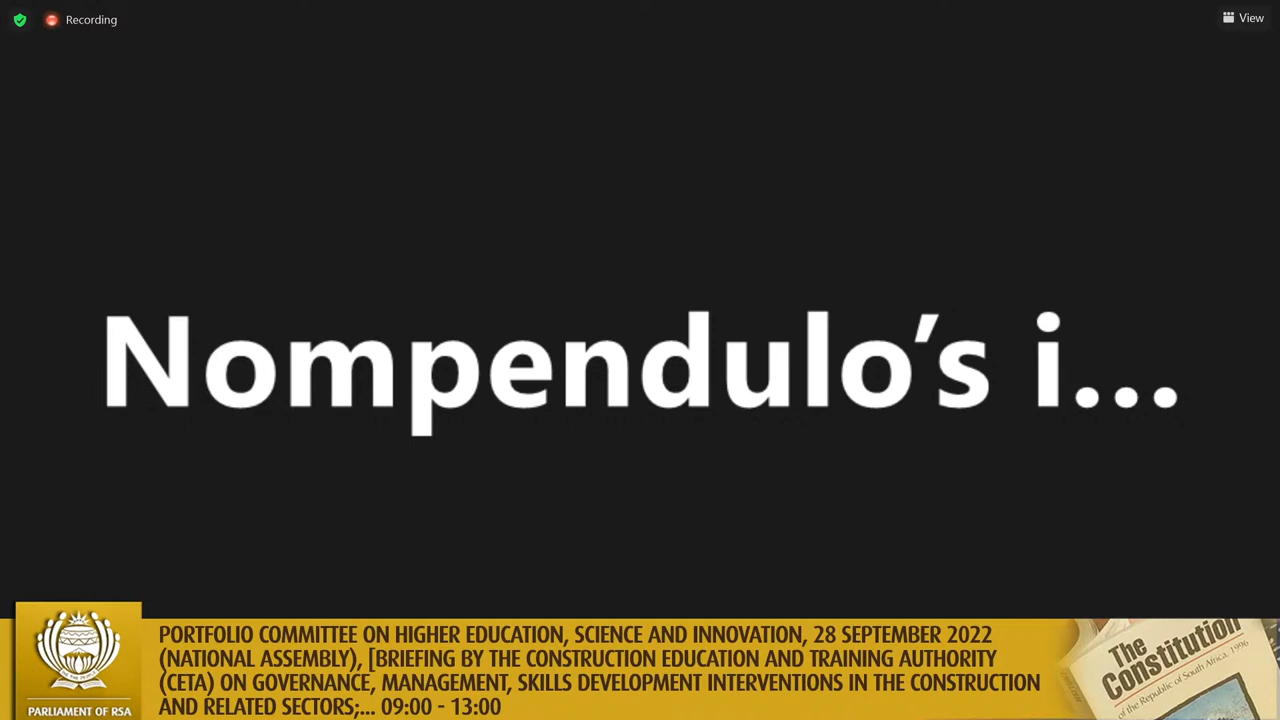 Recording
View
Nompendulo’s i...
PORTFOLIO COMMITTEE ON HIGHER EDUCATION, SCIENCE AND INNOVATION, 28 SEPTEMBER 2022
(NATIONAL ASSEMBLY), [BRIEFING BY THE CONSTRUCTION EDUCATION AND TRAINING AUTHORITY
(CETA) ON GOVERNANCE, MANAGEMENT, SKILLS DEVELOPMENT INTERVENTIONS IN THE CONSTRUCTION
AND RELATED SECTORS;... 09:00 - 13:00
PARLIAMENT OF RSA
The
Constitution
of the Republic of South Africa, 1996